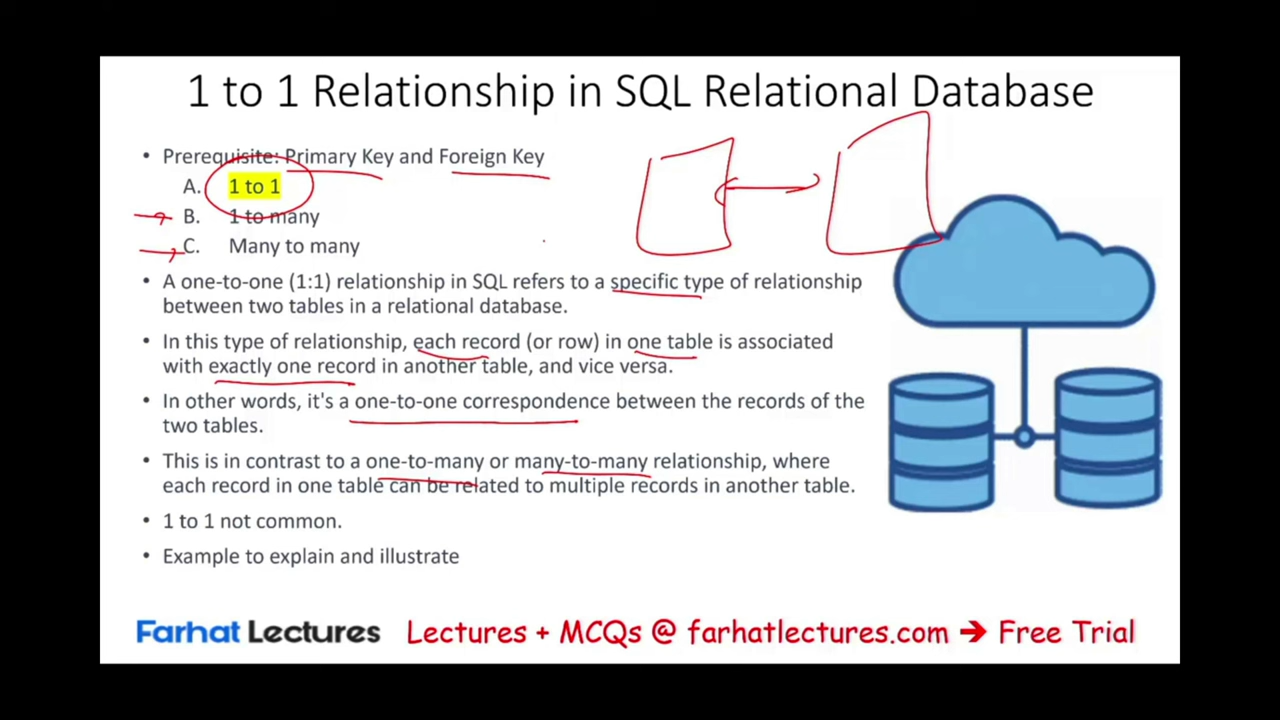 1 to 1 Relationship in SQL Relational Database
• Prerequisite: Primary Key and Foreign Key
A. 1 to 1
B. 1 to many
C. Many to many
• A one-to-one (1:1) relationship in SQL refers to a specific type of relationship
between two tables in a relational database.
• In this type of relationship, each record (or row) in one table is associated
with exactly one record in another table, and vice versa.
• In other words, it's a one-to-one correspondence between the records of the
two tables.
• This is in contrast to a one-to-many or many-to-many relationship, where
each record in one table can be related to multiple records in another table.
• 1 to 1 not common.
• Example to explain and illustrate
Farhat Lectures Lectures + MCQs @ farhatlectures.com ➔ Free Trial